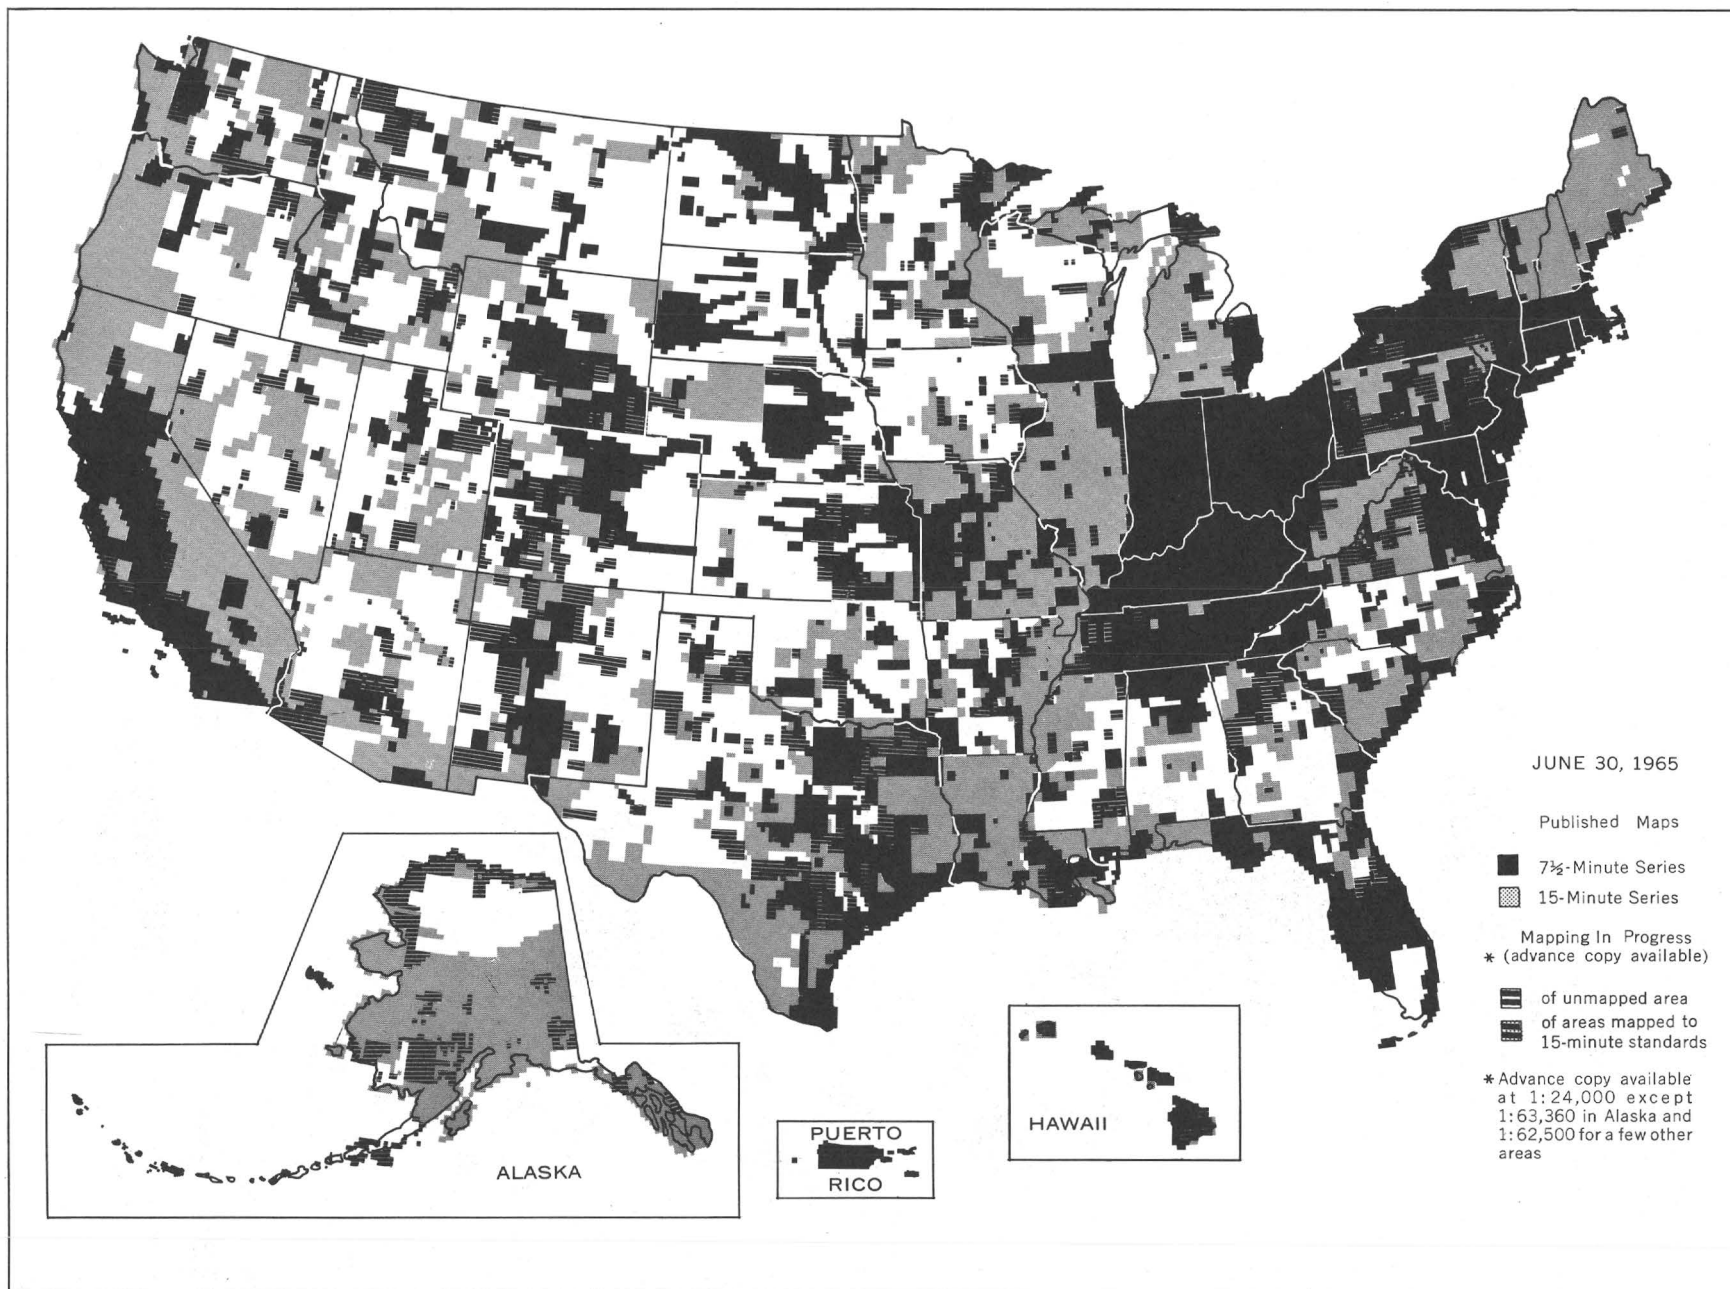 JUNE 30, 1965
Published Maps
7½-Minute Series
15-Minute Series
Mapping In Progress
* (advance copy available)
of unmapped area
of areas mapped to
15-minute standards
* Advance copy available
at 1:24,000 except
1:63,360 in Alaska and
1:62,500 for a few other
areas
ALASKA
PUERTO
RICO
HAWAII